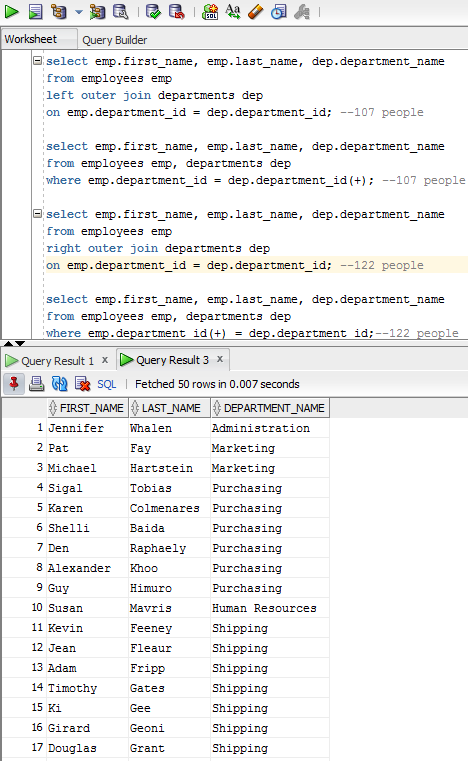 Worksheet Query Builder
select emp.first_name, emp.last_name, dep.department_name
from employees emp
left outer join departments dep
on emp.department_id = dep.department_id; --107 people
select emp.first_name, emp.last_name, dep.department_name
from employees emp, departments dep
where emp.department_id = dep.department_id(+); --107 people
select emp.first_name, emp.last_name, dep.department_name
from employees emp
right outer join departments dep
on emp.department_id = dep.department_id; --122 people
select emp.first_name, emp.last_name, dep.department_name
from employees emp, departments dep
where emp.department_id(+) = dep.department_id;--122 people
Query Result 1 x Query Result 3 x
SQL | Fetched 50 rows in 0.007 seconds
FIRST_NAME LAST_NAME DEPARTMENT_NAME
1 Jennifer Whalen Administration
2 Pat Fay Marketing
3 Michael Hartstein Marketing
4 Sigal Tobias Purchasing
5 Karen Colmenares Purchasing
6 Shelli Baida Purchasing
7 Den Raphaely Purchasing
8 Alexander Khoo Purchasing
9 Guy Himuro Purchasing
10 Susan Mavris Human Resources
11 Kevin Feeney Shipping
12 Jean Fleaur Shipping
13 Adam Fripp Shipping
14 Timothy Gates Shipping
15 Ki Gee Shipping
16 Girard Geoni Shipping
17 Douglas Grant Shipping